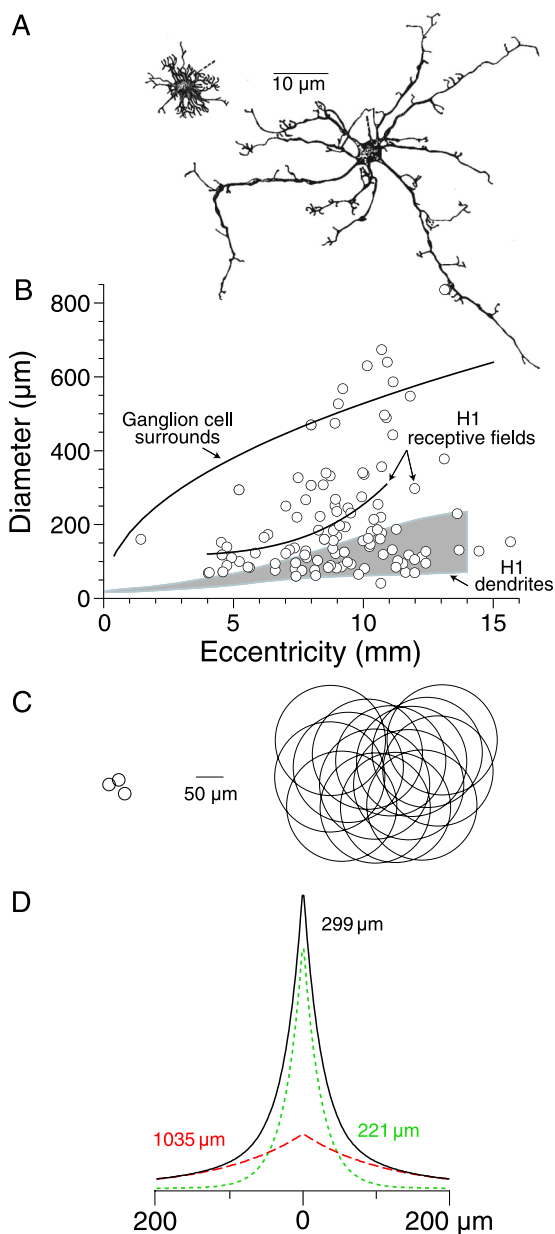 A
10 µm
B
800
600
400
200
0
Diameter (µm)
Ganglion cell
surrounds
H1
receptive fields
H1
dendrites
0
5
10
15
Eccentricity (mm)
C
50 µm
D
299 µm
1035 µm
221 µm
200
0
200 µm